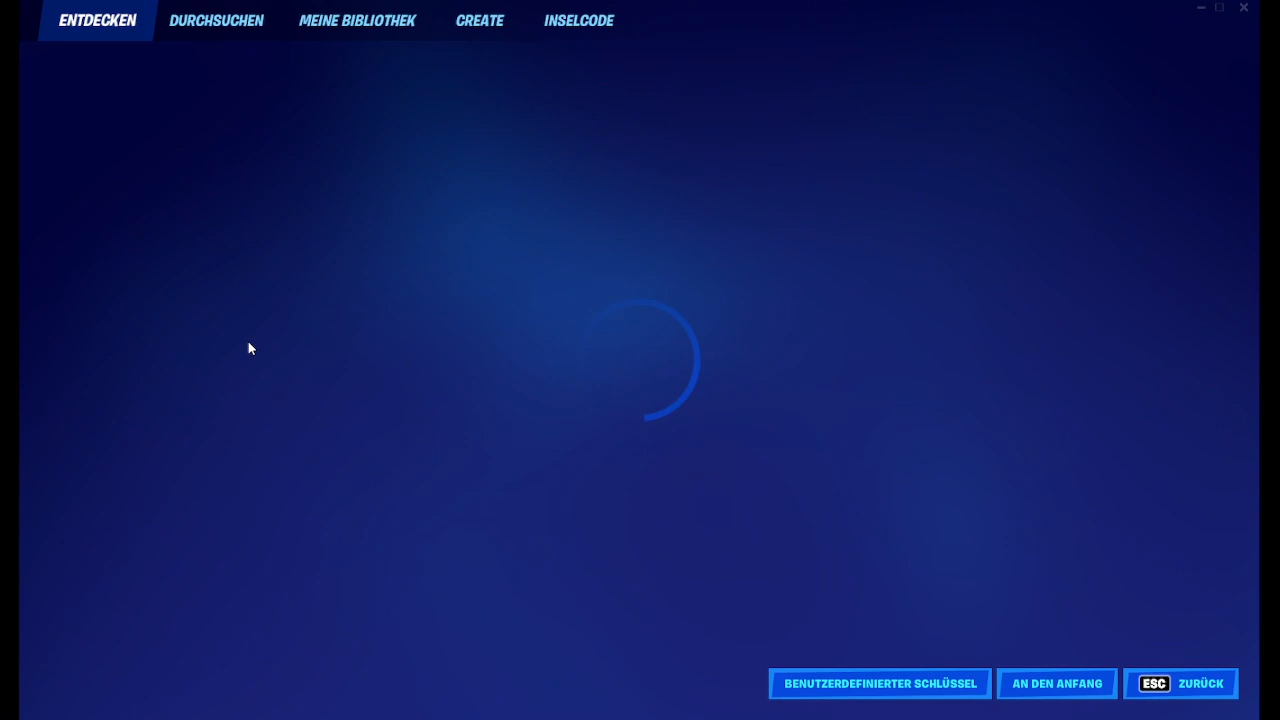 ENTDECKEN DURCHSUCHEN MEINE BIBLIOTHEK CREATE INSELCODE
BENUTZERDEFINIERTER SCHLÜSSEL AN DEN ANFANG ESC ZURÜCK